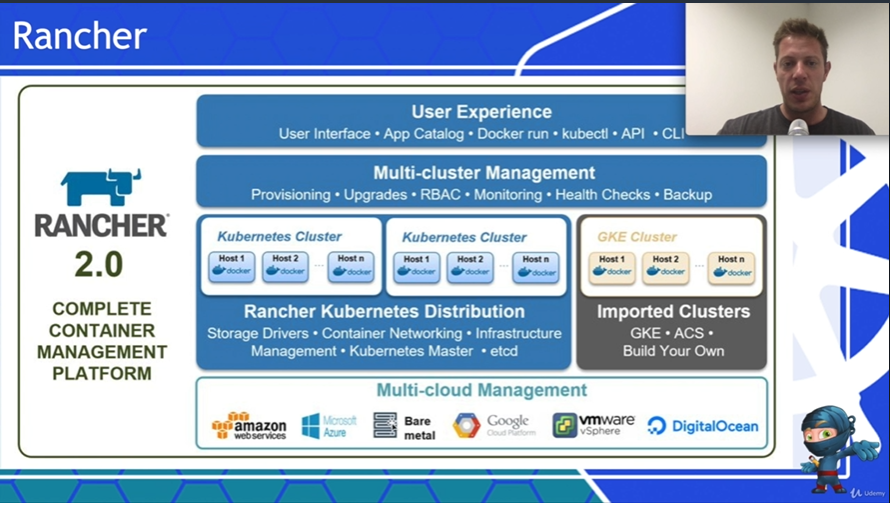 Rancher
User Experience
User Interface • App Catalog • Docker run • kubectl • API • CLI
Multi-cluster Management
Provisioning • Upgrades • RBAC • Monitoring • Health Checks • Backup
RANCHER®
2.0
COMPLETE
CONTAINER
MANAGEMENT
PLATFORM
Kubernetes Cluster
Host 1 Host 2 ... Host n
docker docker docker
Kubernetes Cluster
Host 1 Host 2 ... Host n
docker docker docker
GKE Cluster
Host 1 Host 2 ... Host n
docker docker docker
Rancher Kubernetes Distribution
Storage Drivers • Container Networking • Infrastructure
Management • Kubernetes Master • etcd
Imported Clusters
GKE • ACS •
Build Your Own
Multi-cloud Management
amazon
web services
Microsoft
Azure
Bare
metal
Google
Cloud Platform
vmware
vSphere
DigitalOcean
Udemy